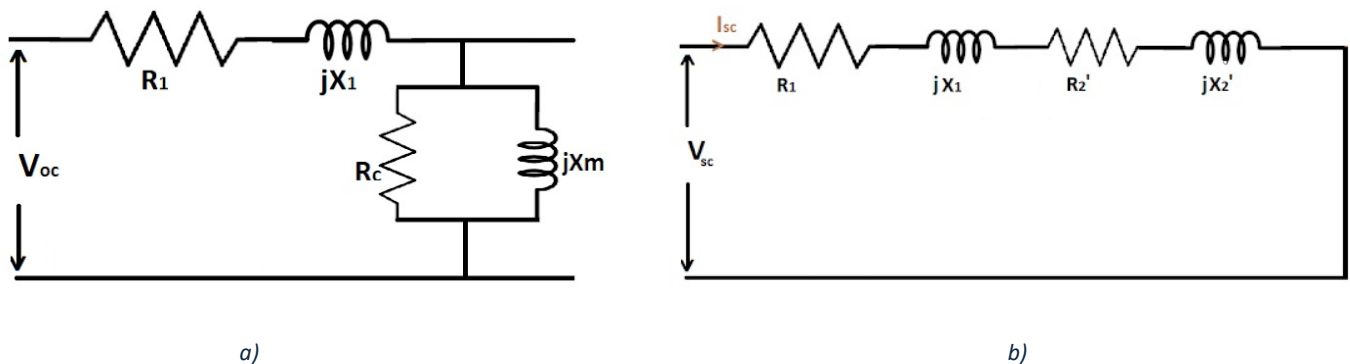 R1
jX1
Voc
Rc
jXm
a)
Isc
R1
jX1
R2'
jX2'
Vsc
b)